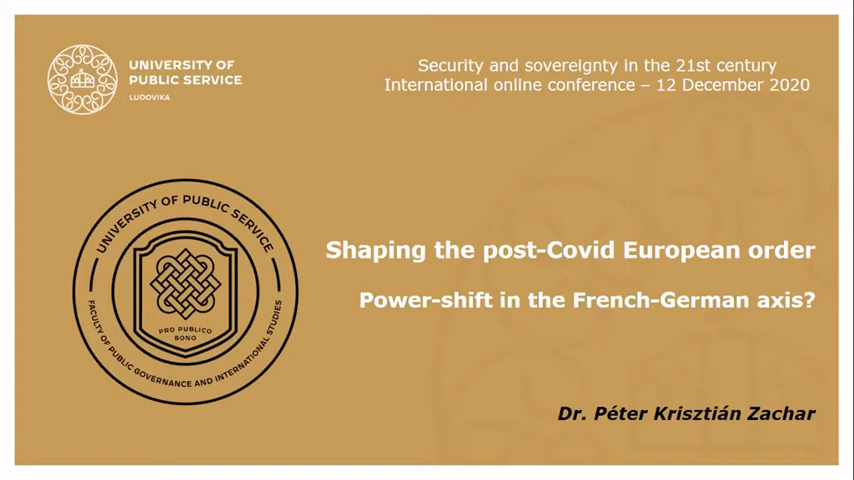 UNIVERSITY OF
PUBLIC SERVICE
LUDOVIKA
Security and sovereignty in the 21st century
International online conference – 12 December 2020
UNIVERSITY OF PUBLIC SERVICE
PRO PUBLICO
BONO
FACULTY OF PUBLIC GOVERNANCE AND INTERNATIONAL STUDIES
Shaping the post-Covid European order
Power-shift in the French-German axis?
Dr. Péter Krisztián Zachar